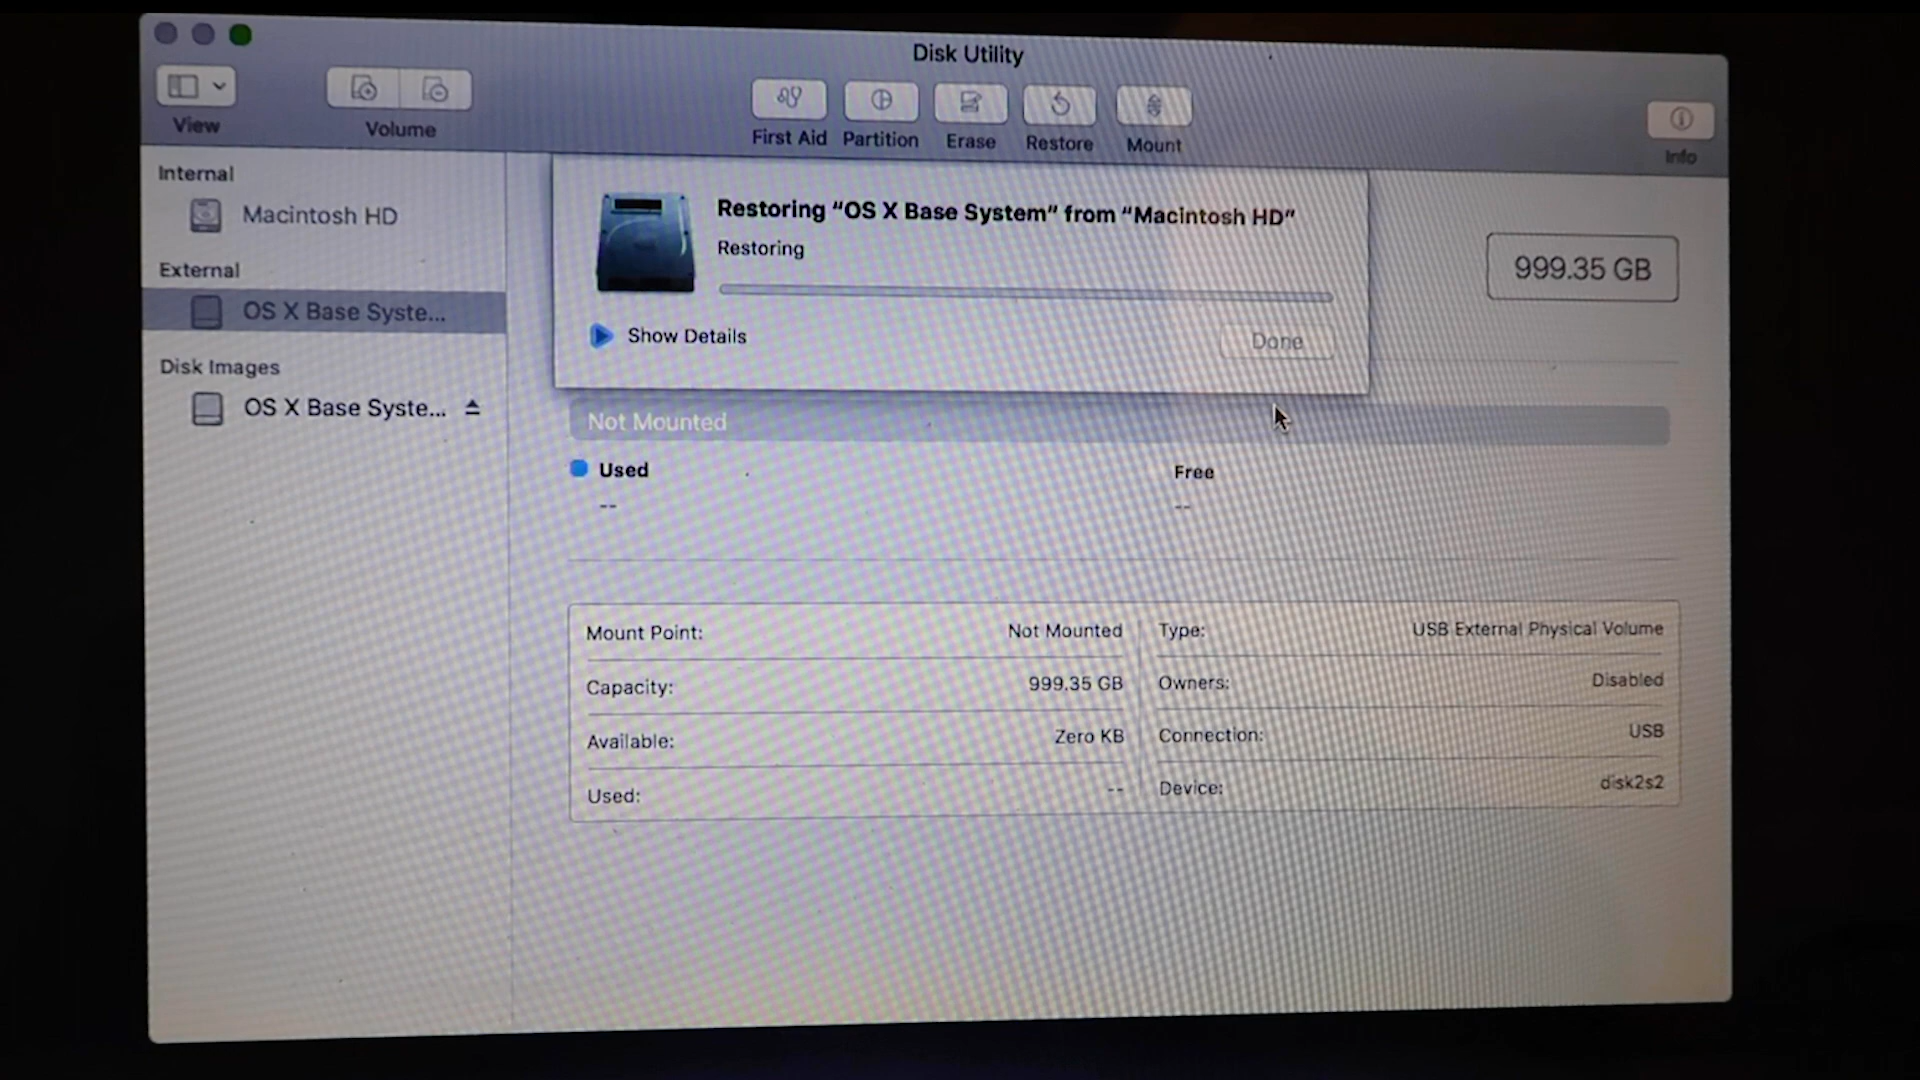 Disk Utility
View
Volume
First Aid
Partition
Erase
Restore
Mount
Info
Internal
Macintosh HD
External
OS X Base Syste...
Disk Images
OS X Base Syste...
Restoring “OS X Base System” from “Macintosh HD”
Restoring
Show Details
Done
999.35 GB
Not Mounted
Used
--
Free
--
Mount Point: Not Mounted
Capacity: 999.35 GB
Available: Zero KB
Used: --
Type: USB External Physical Volume
Owners: Disabled
Connection: USB
Device: disk2s2